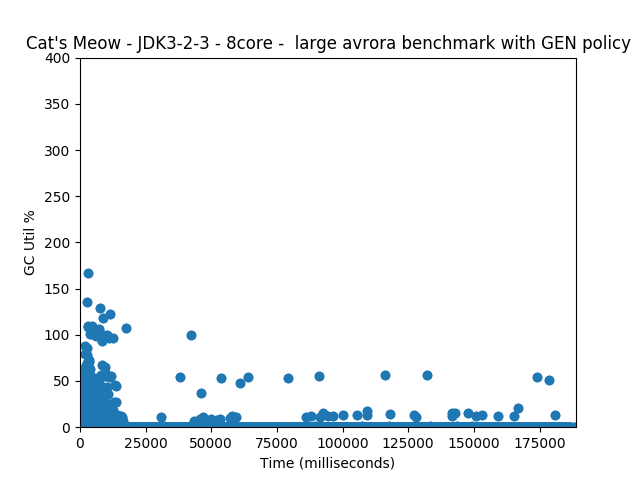 Cat's Meow - JDK3-2-3 - 8core -  large avrora benchmark with GEN policy
400
350
300
250
200
150
100
50
0
GC Util %
0 25000 50000 75000 100000 125000 150000 175000
Time (milliseconds)